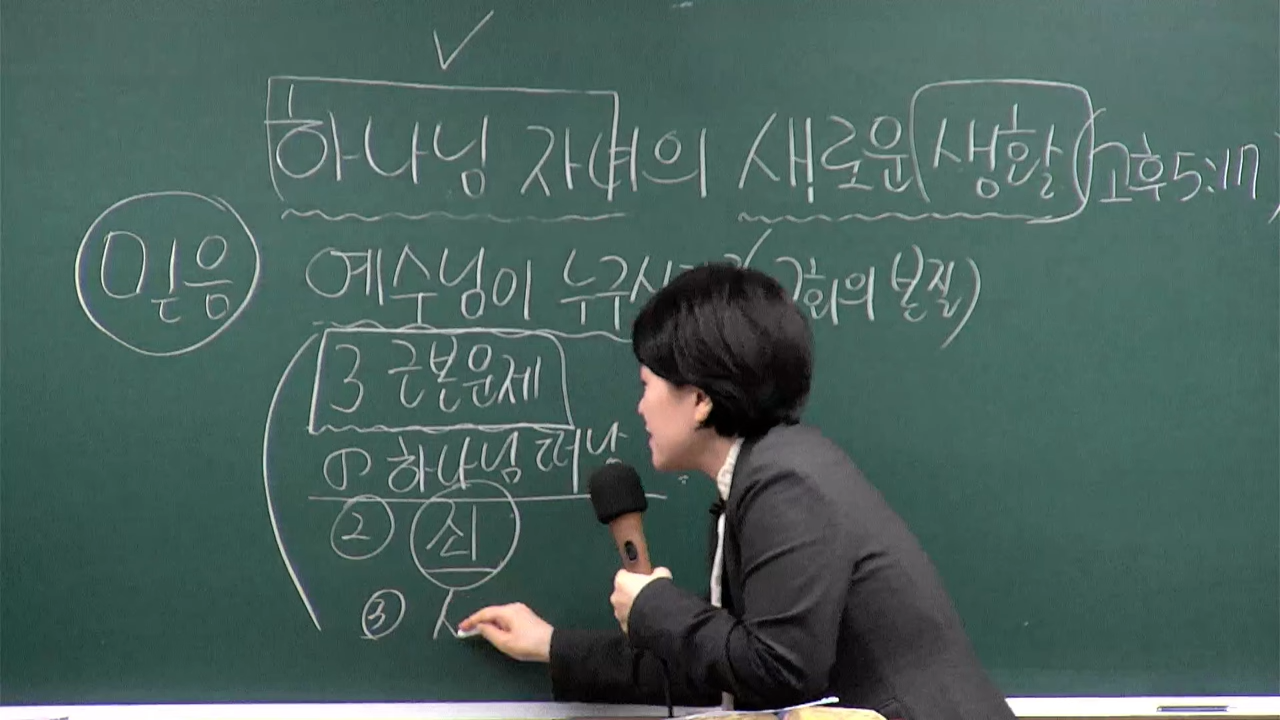 하나님 자녀의 새로운 생활 (고후5:17)
믿음
예수님이 누구신 교회의 본질)
3 근본문제
① 하나님 떠남
② 죄
③ 사